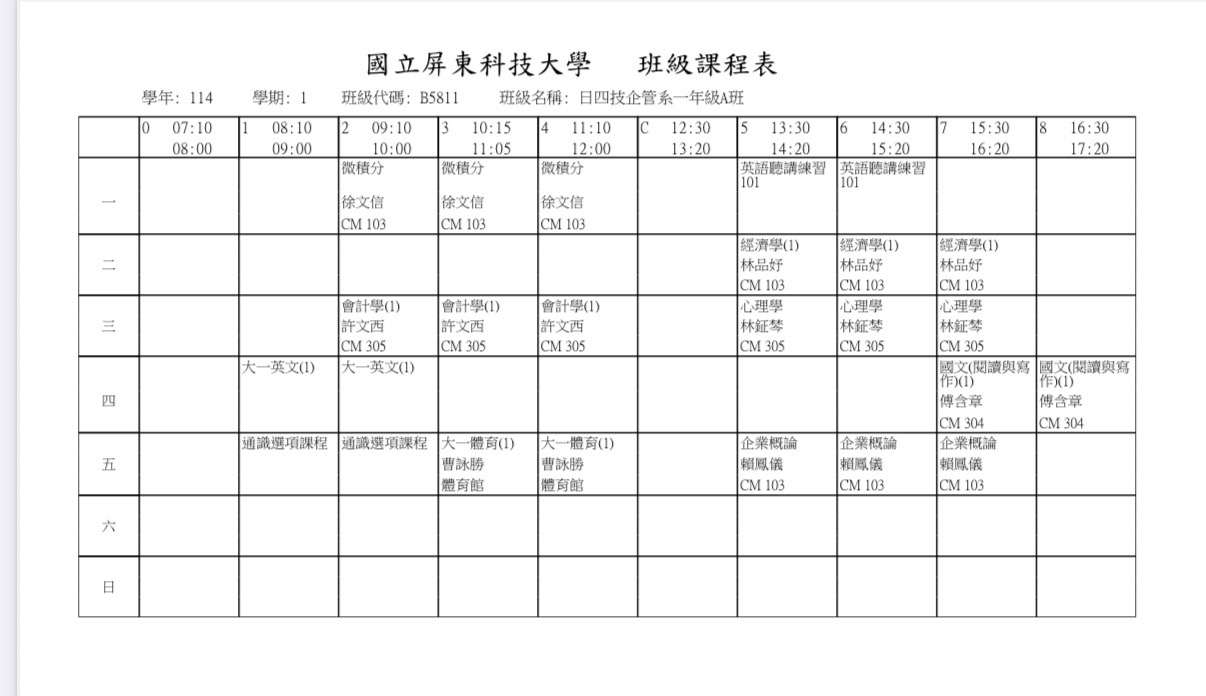 國立屏東科技大學 班級課程表
學年: 114 學期: 1 班級代碼: B5811 班級名稱: 日四技企管系一年級A班
0 07:10 1 08:10 2 09:10 3 10:15 4 11:10 C 12:30 5 13:30 6 14:30 7 15:30 8 16:30
08:00 09:00 10:00 11:05 12:00 13:20 14:20 15:20 16:20 17:20
一
微積分 微積分 微積分 英語聽講練習 英語聽講練習
101 101
徐文信 徐文信 徐文信
CM 103 CM 103 CM 103
二
經濟學(1) 經濟學(1) 經濟學(1)
林品妤 林品妤 林品妤
CM 103 CM 103 CM 103
三
會計學(1) 會計學(1) 會計學(1) 心理學 心理學 心理學
許文西 許文西 許文西 林鉦棽 林鉦棽 林鉦棽
CM 305 CM 305 CM 305 CM 305 CM 305 CM 305
四
大一英文(1) 大一英文(1) 國文(閱讀與寫 國文(閱讀與寫
作)(1) 作)(1)
傅含章 傅含章
CM 304 CM 304
五
通識選項課程 通識選項課程 大一體育(1) 大一體育(1) 企業概論 企業概論 企業概論
曹詠勝 曹詠勝 賴鳳儀 賴鳳儀 賴鳳儀
體育館 體育館 CM 103 CM 103 CM 103
六
日